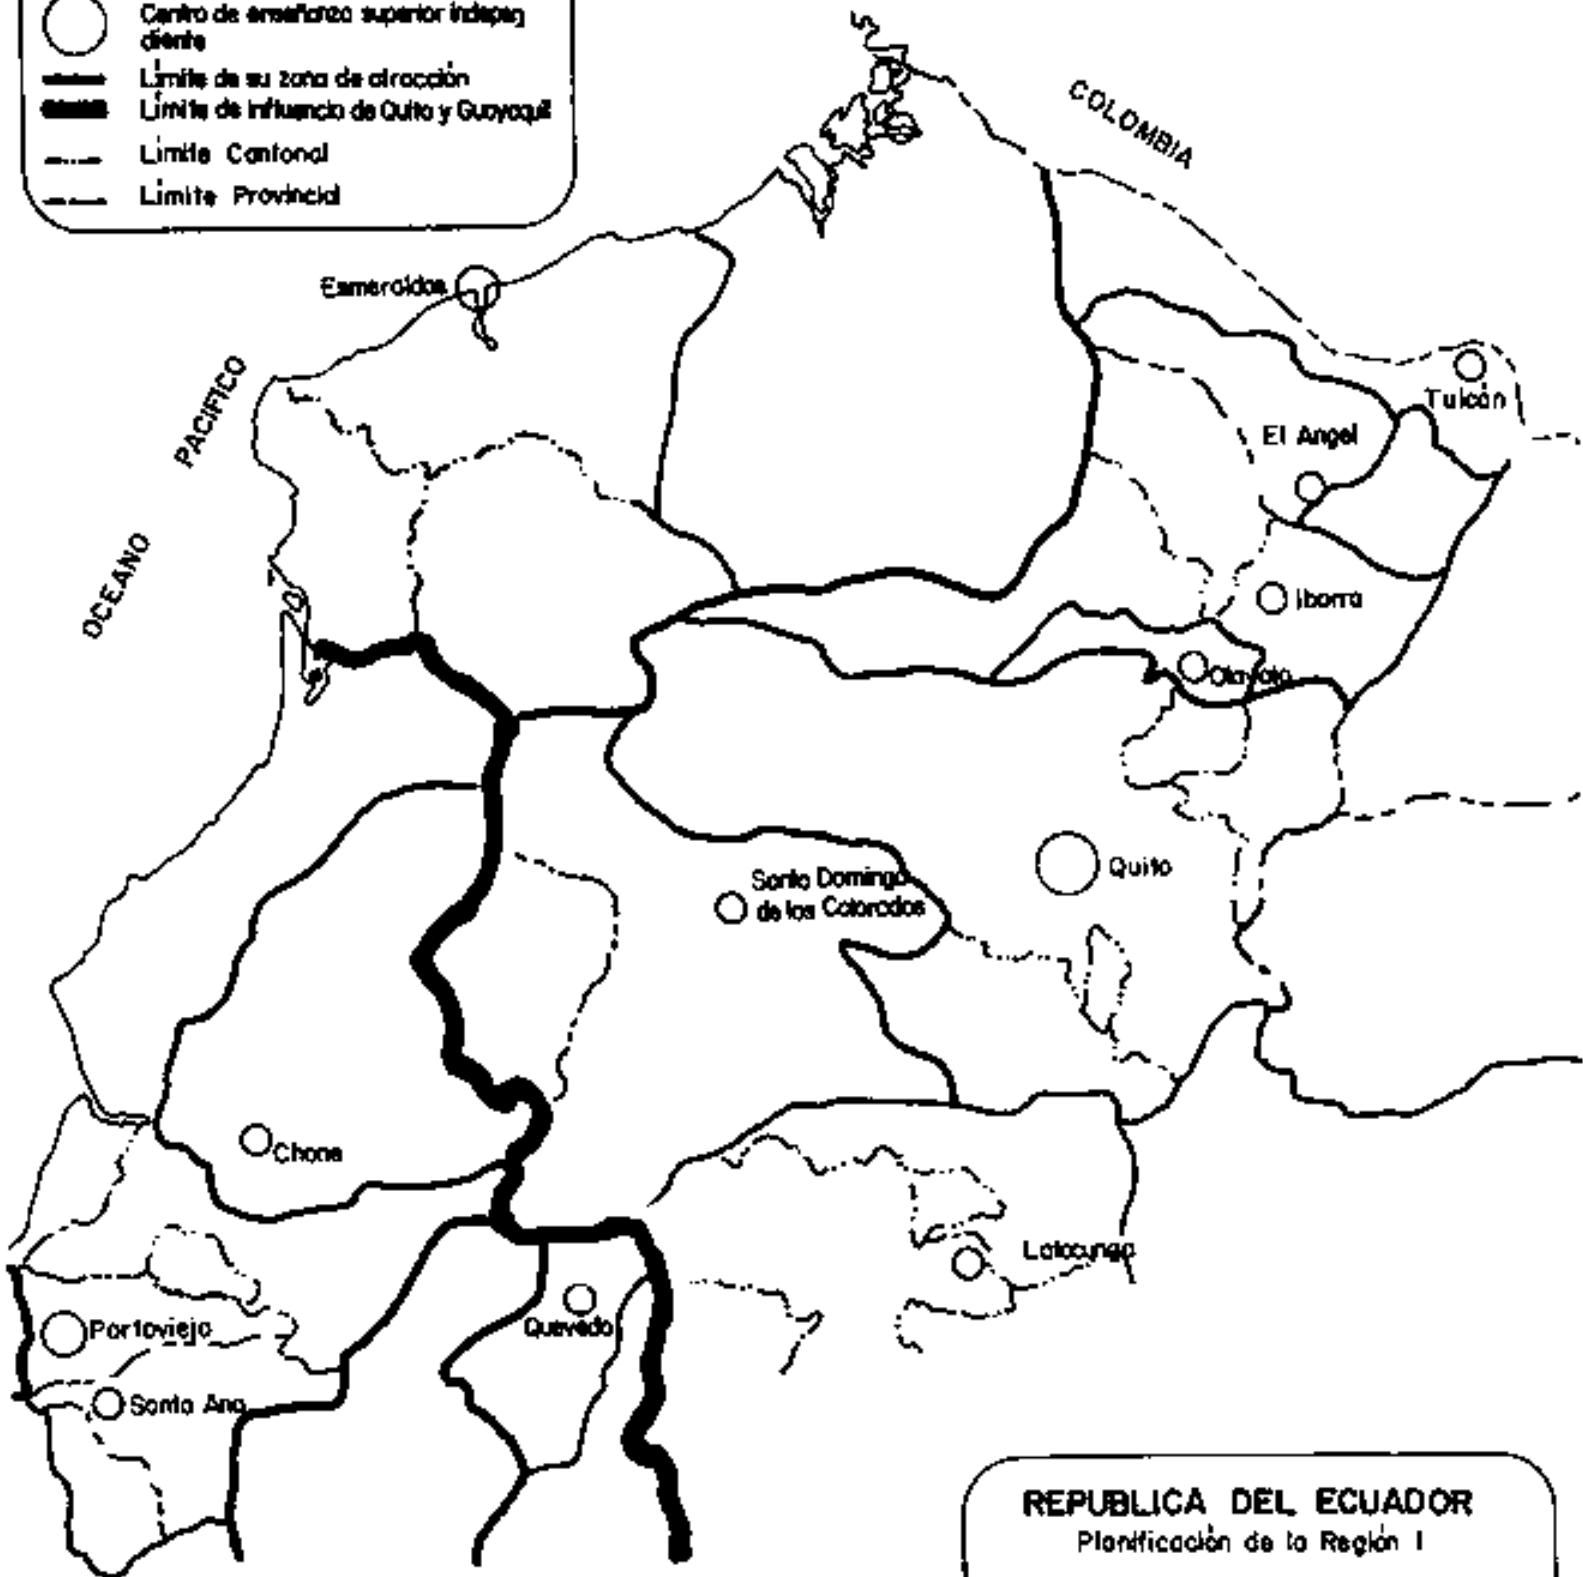 Centro de enseñanza superior indepen
diente
Límite de su zona de atracción
Límite de influencia de Quito y Guayaquil
Límite Cantonal
Límite Provincial
COLOMBIA
Esmeraldas
PACIFICO
OCEANO
Tulcán
El Angel
Ibarra
Otavalo
Quito
Santo Domingo
de los Colorados
Chone
Latacunga
Quevedo
Portoviejo
Santa Ana
REPUBLICA DEL ECUADOR
Planificación de la Región I